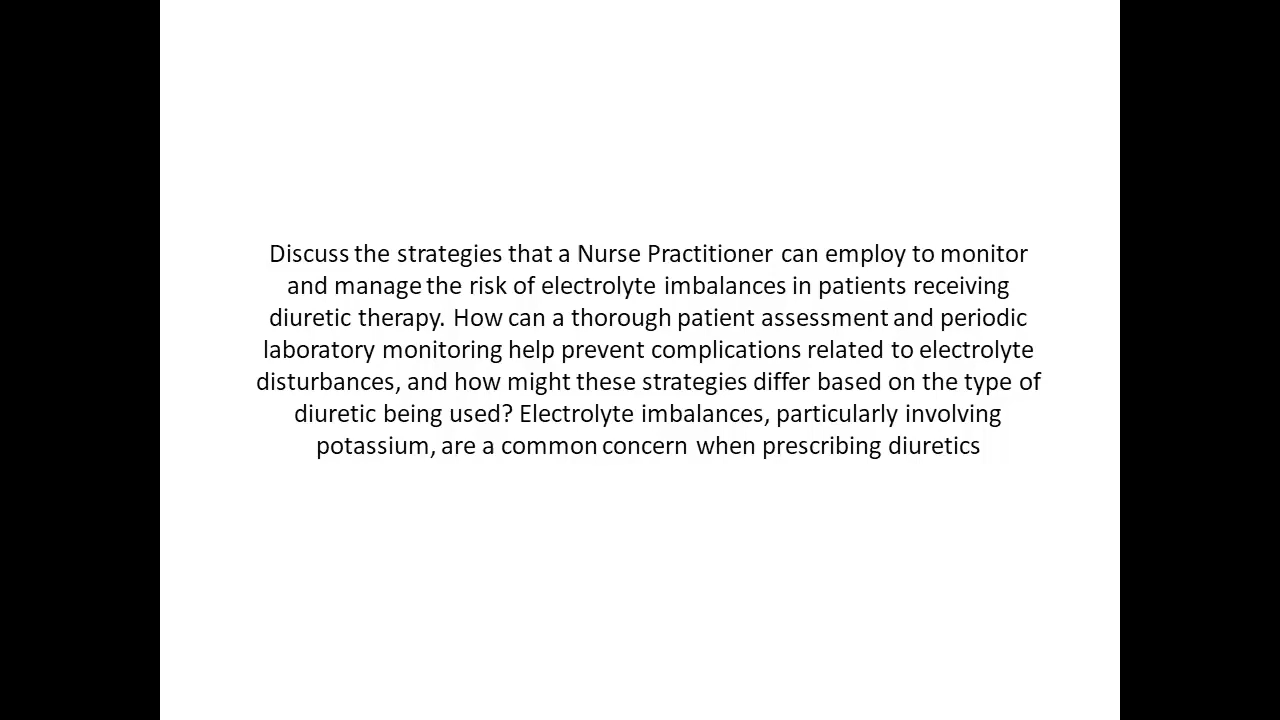 Discuss the strategies that a Nurse Practitioner can employ to monitor
and manage the risk of electrolyte imbalances in patients receiving
diuretic therapy. How can a thorough patient assessment and periodic
laboratory monitoring help prevent complications related to electrolyte
disturbances, and how might these strategies differ based on the type of
diuretic being used? Electrolyte imbalances, particularly involving
potassium, are a common concern when prescribing diuretics